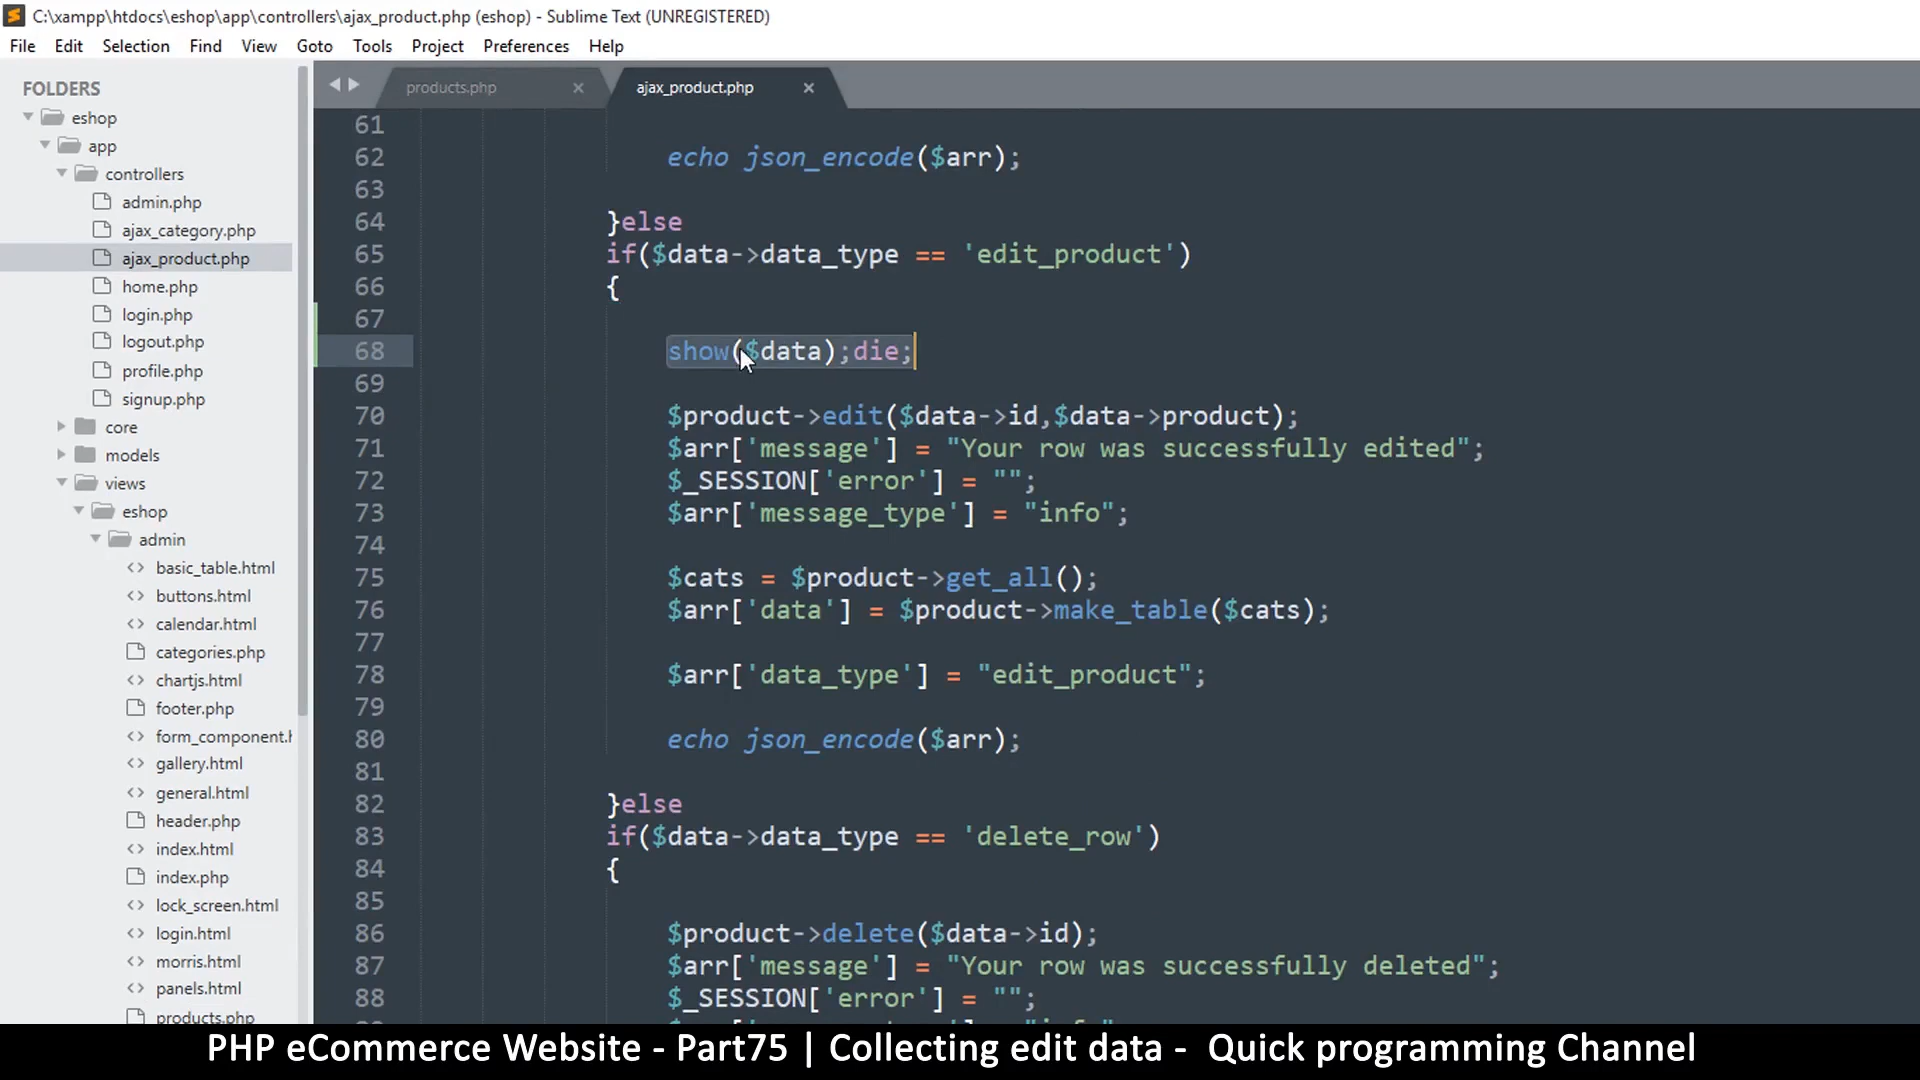 C:\xampp\htdocs\eshop\app\controllers\ajax_product.php (eshop) - Sublime Text (UNREGISTERED)
File Edit Selection Find View Goto Tools Project Preferences Help
FOLDERS
eshop
app
controllers
admin.php
ajax_category.php
ajax_product.php
home.php
login.php
logout.php
profile.php
signup.php
core
models
views
eshop
admin
basic_table.html
buttons.html
calendar.html
categories.php
chartjs.html
footer.php
form_component.h
gallery.html
general.html
header.php
index.html
index.php
lock_screen.html
login.html
morris.html
panels.html
products.php
products.php × ajax_product.php ×
61
62 echo json_encode($arr);
63
64 }else
65 if($data->data_type == 'edit_product')
66 {
67
68 show($data);die;
69
70 $product->edit($data->id,$data->product);
71 $arr['message'] = "Your row was successfully edited";
72 $_SESSION['error'] = "";
73 $arr['message_type'] = "info";
74
75 $cats = $product->get_all();
76 $arr['data'] = $product->make_table($cats);
77
78 $arr['data_type'] = "edit_product";
79
80 echo json_encode($arr);
81
82 }else
83 if($data->data_type == 'delete_row')
84 {
85
86 $product->delete($data->id);
87 $arr['message'] = "Your row was successfully deleted";
88 $_SESSION['error'] = "";
PHP eCommerce Website - Part75 | Collecting edit data - Quick programming Channel